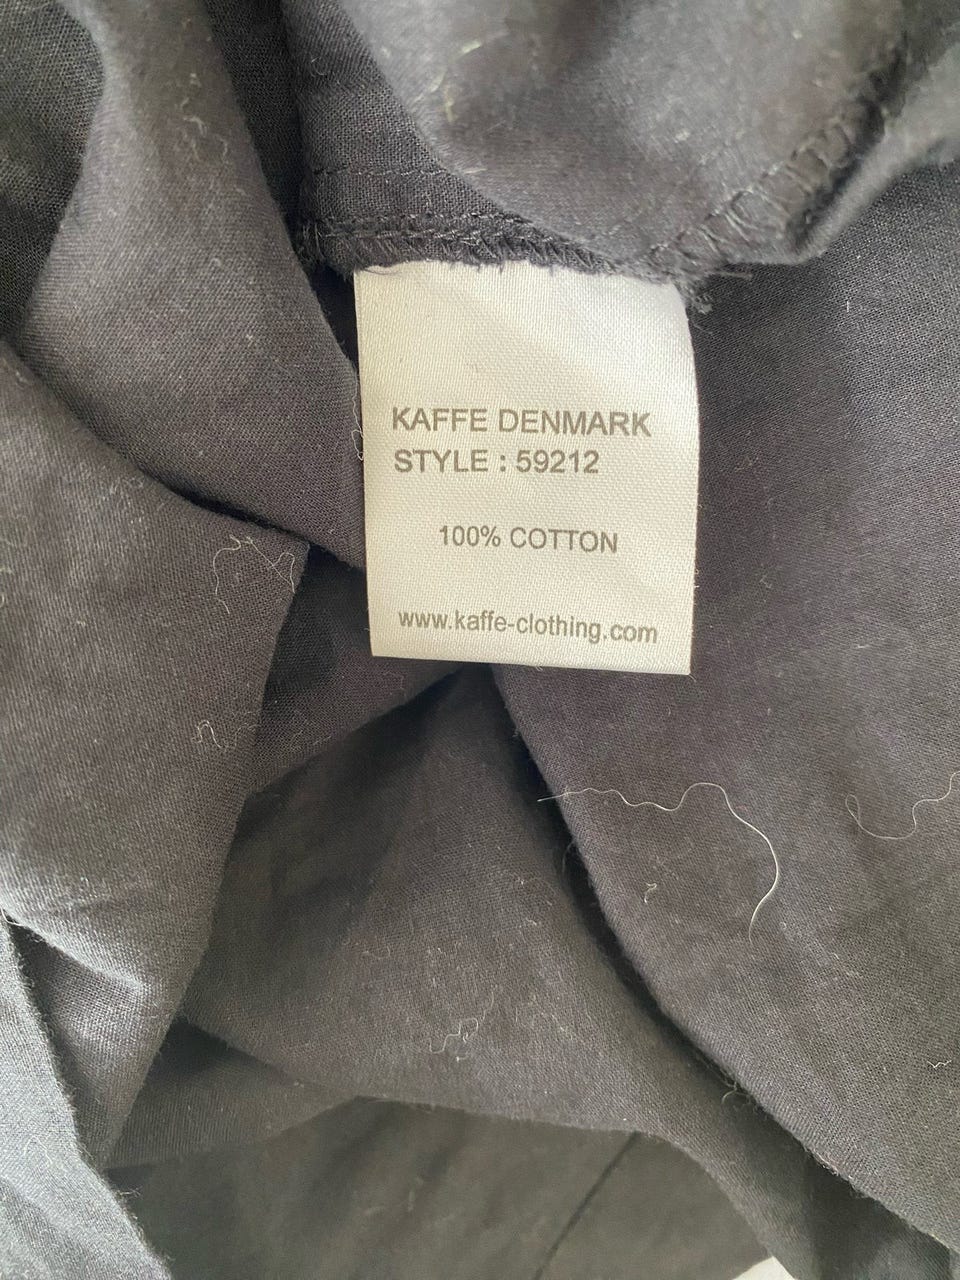 KAFFE DENMARK
STYLE : 59212
100% COTTON
www.kaffe-clothing.com